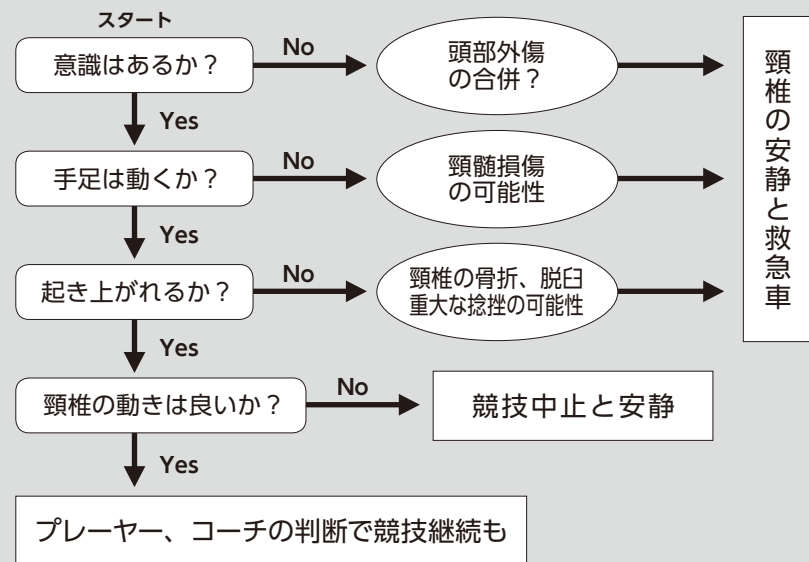 スタート
意識はあるか？
No
頭部外傷
の合併？
Yes
手足は動くか？
No
頸髄損傷
の可能性
Yes
起き上がれるか？
No
頸椎の骨折、脱臼
重大な捻挫の可能性
頸椎の安静と救急車
Yes
頸椎の動きは良いか？
No
競技中止と安静
Yes
プレーヤー、コーチの判断で競技継続も